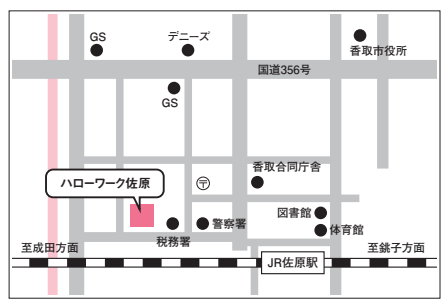 GS
デニーズ
香取市役所
国道356号
GS
ハローワーク佐原
〒
香取合同庁舎
図書館
警察署
体育館
税務署
至成田方面
至銚子方面
JR佐原駅